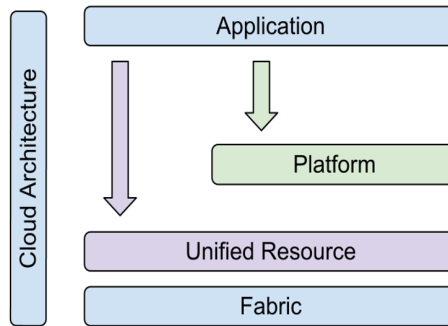 Cloud Architecture
Application
Platform
Unified Resource
Fabric